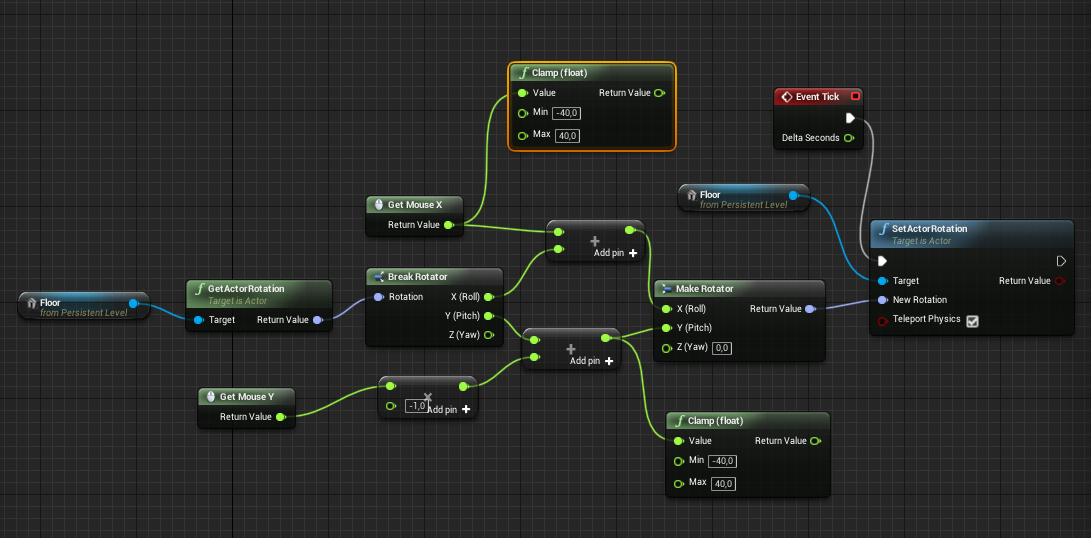 Clamp (float)
Value
Return Value
Min
-40,0
Max
40,0
Event Tick
Delta Seconds
Floor
from Persistent Level
SetActorRotation
Target is Actor
Target
Return Value
New Rotation
Teleport Physics
Get Mouse X
Return Value
Add pin
Break Rotator
Rotation
X (Roll)
Y (Pitch)
Z (Yaw)
GetActorRotation
Target is Actor
Target
Return Value
Floor
from Persistent Level
Make Rotator
X (Roll)
Return Value
Y (Pitch)
Z (Yaw)
0,0
Add pin
Get Mouse Y
Return Value
-1,0
Add pin
Clamp (float)
Value
Return Value
Min
-40,0
Max
40,0